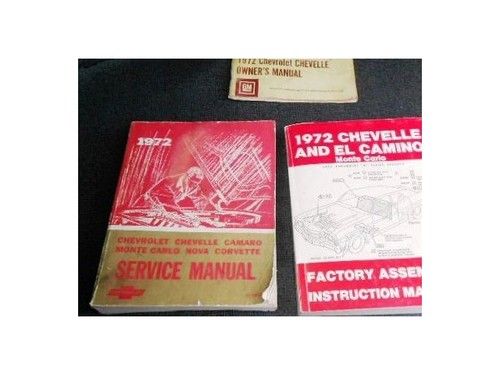 1972 Chevrolet CHEVELLE
OWNER'S MANUAL
GM
1972
CHEVROLET CHEVELLE CAMARO
MONTE CARLO NOVA CORVETTE
SERVICE MANUAL
1972 CHEVELLE
AND EL CAMINO
Monte Carlo
FACTORY ASSEM
INSTRUCTION MA